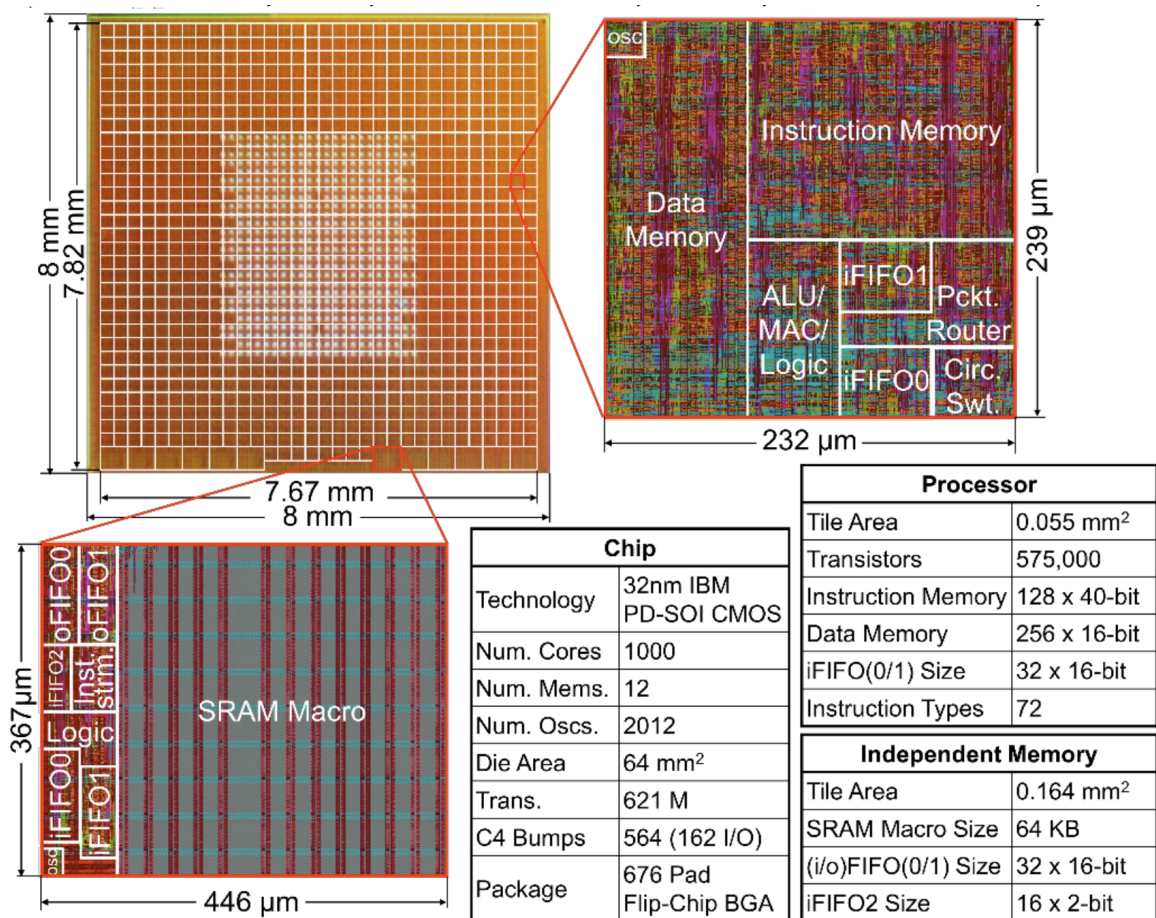 8 mm
7.82 mm
7.67 mm
8 mm
osc
Instruction Memory
Data
Memory
ALU/
MAC/
Logic
iFIFO1
Pckt.
Router
iFIFO0
Circ.
Swt.
239 µm
232 µm
oFIFO0
oFIFO1
iFIFO2
Inst.
strm.
Logic
iFIFO0
iFIFO1
osc
SRAM Macro
367µm
446 µm
Chip
Technology 32nm IBM
PD-SOI CMOS
Num. Cores 1000
Num. Mems. 12
Num. Oscs. 2012
Die Area 64 mm²
Trans. 621 M
C4 Bumps 564 (162 I/O)
Package 676 Pad
Flip-Chip BGA
Processor
Tile Area 0.055 mm²
Transistors 575,000
Instruction Memory 128 x 40-bit
Data Memory 256 x 16-bit
iFIFO(0/1) Size 32 x 16-bit
Instruction Types 72
Independent Memory
Tile Area 0.164 mm²
SRAM Macro Size 64 KB
(i/o)FIFO(0/1) Size 32 x 16-bit
iFIFO2 Size 16 x 2-bit